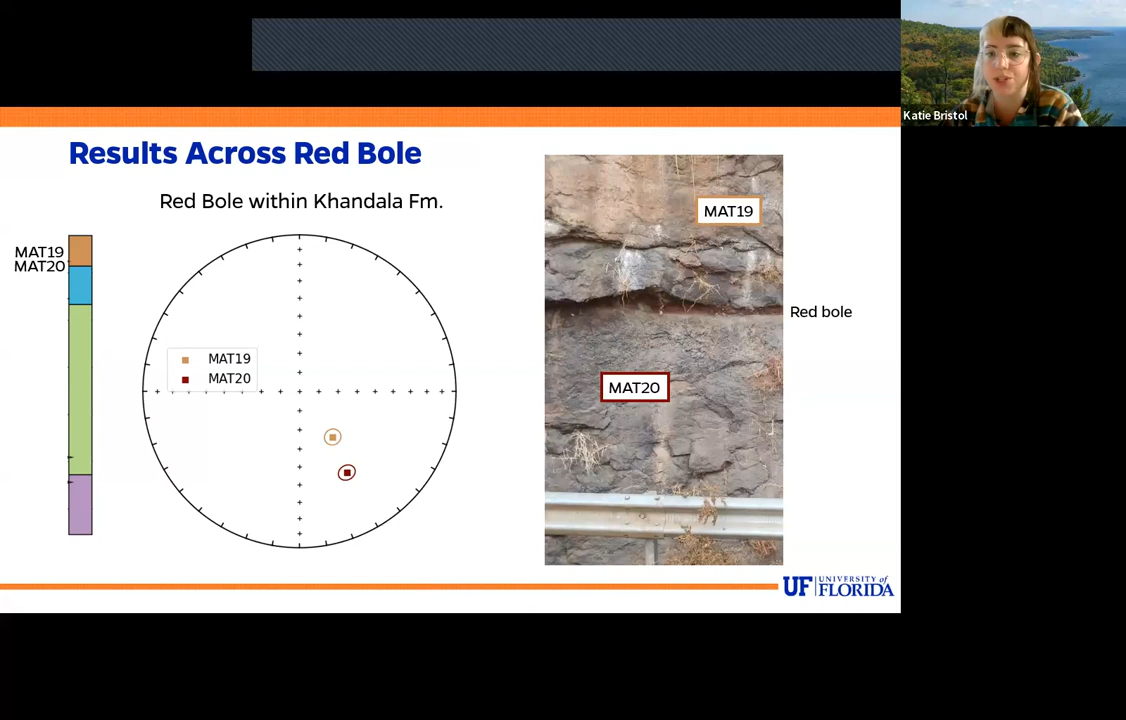 Katie Bristol
Results Across Red Bole
Red Bole within Khandala Fm.
MAT19
MAT20
MAT19
MAT20
MAT19
Red bole
MAT20
UF UNIVERSITY of
FLORIDA